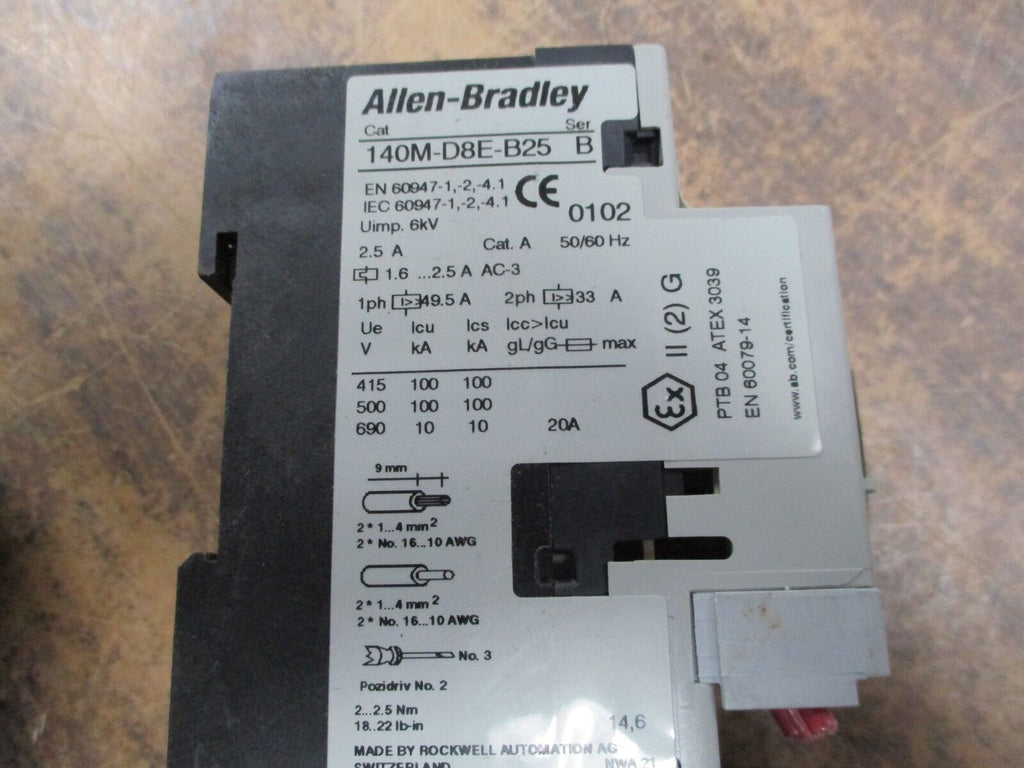 Allen-Bradley
Cat Ser
140M-D8E-B25 B
EN 60947-1,-2,-4.1
IEC 60947-1,-2,-4.1
CE 0102
Uimp. 6kV
2.5 A Cat. A 50/60 Hz
1.6 ...2.5 A AC-3
1ph I> 49.5 A 2ph I> 33 A
Ue Icu Ics Icc>Icu
V kA kA gL/gG max
415 100 100
500 100 100
690 10 10 20A
9 mm
2 * 1...4 mm2
2 * No. 16...10 AWG
2 * 1...4 mm2
2 * No. 16...10 AWG
No. 3
Pozidriv No. 2
2...2.5 Nm
18..22 lb-in
14,6
MADE BY ROCKWELL AUTOMATION AG
SWITZERLAND NWA 21
Ex II (2) G
PTB 04 ATEX 3039
EN 60079-14
www.ab.com/certification